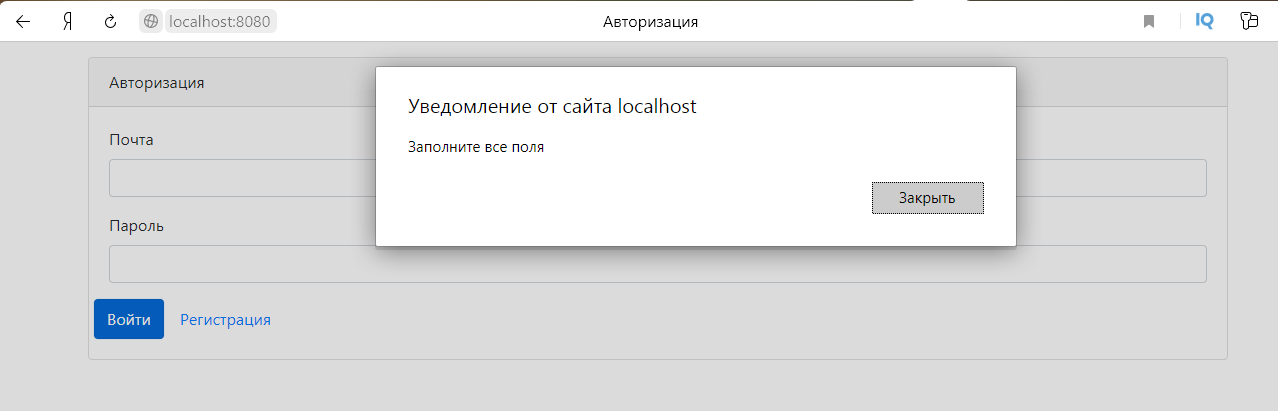 Я localhost:8080 Авторизация IQ
Авторизация
Уведомление от сайта localhost
Заполните все поля
Закрыть
Почта
Пароль
Войти Регистрация